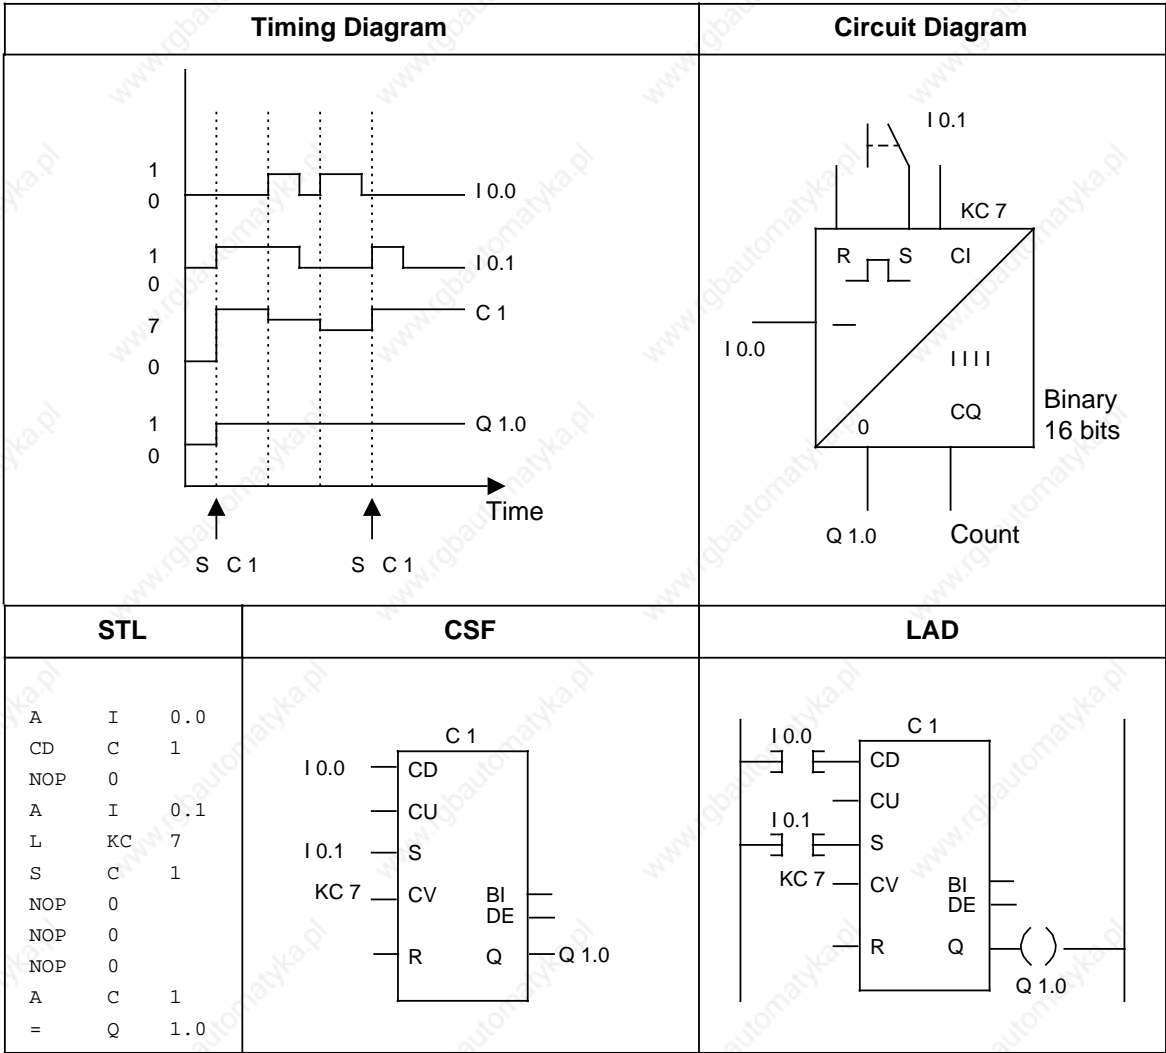 Timing Diagram
Circuit Diagram
1
0
I 0.0
1
0
I 0.1
7
0
C 1
1
0
Q 1.0
Time
S C 1
S C 1
I 0.1
KC 7
R S CI
I 0.0
I I I I
CQ
0
Binary
16 bits
Q 1.0
Count
STL
CSF
LAD
A I 0.0
CD C 1
NOP 0
A I 0.1
L KC 7
S C 1
NOP 0
NOP 0
NOP 0
A C 1
= Q 1.0
C 1
I 0.0 CD
CU
I 0.1 S
KC 7 CV BI
DE
R Q Q 1.0
C 1
I 0.0 CD
CU
I 0.1 S
KC 7 CV BI
DE
R Q
Q 1.0
www.rgbautomatyka.pl